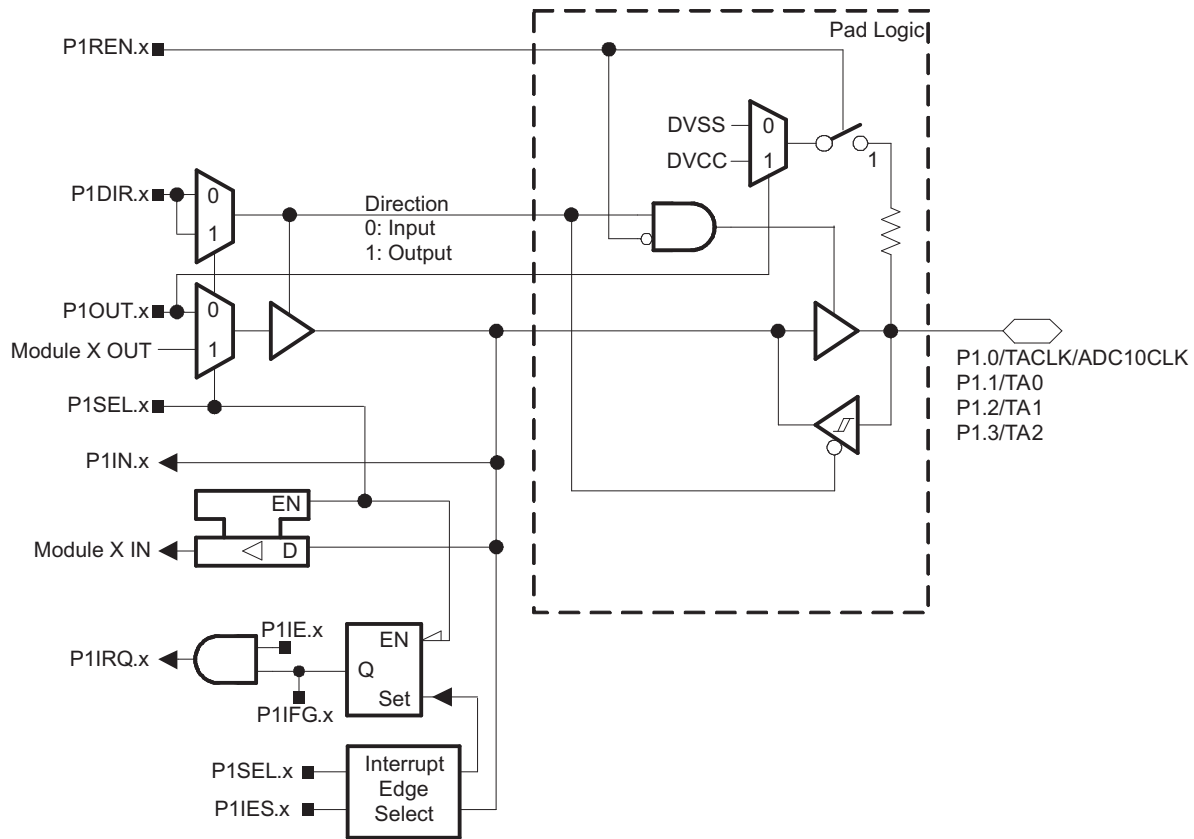 Pad Logic
P1REN.x
DVSS
0
DVCC
1
1
P1DIR.x
0
1
Direction
0: Input
1: Output
P1OUT.x
0
Module X OUT
1
P1.0/TACLK/ADC10CLK
P1.1/TA0
P1.2/TA1
P1.3/TA2
P1SEL.x
P1IN.x
EN
Module X IN
D
P1IE.x
P1IRQ.x
EN
Q
Set
P1IFG.x
P1SEL.x
P1IES.x
Interrupt
Edge
Select